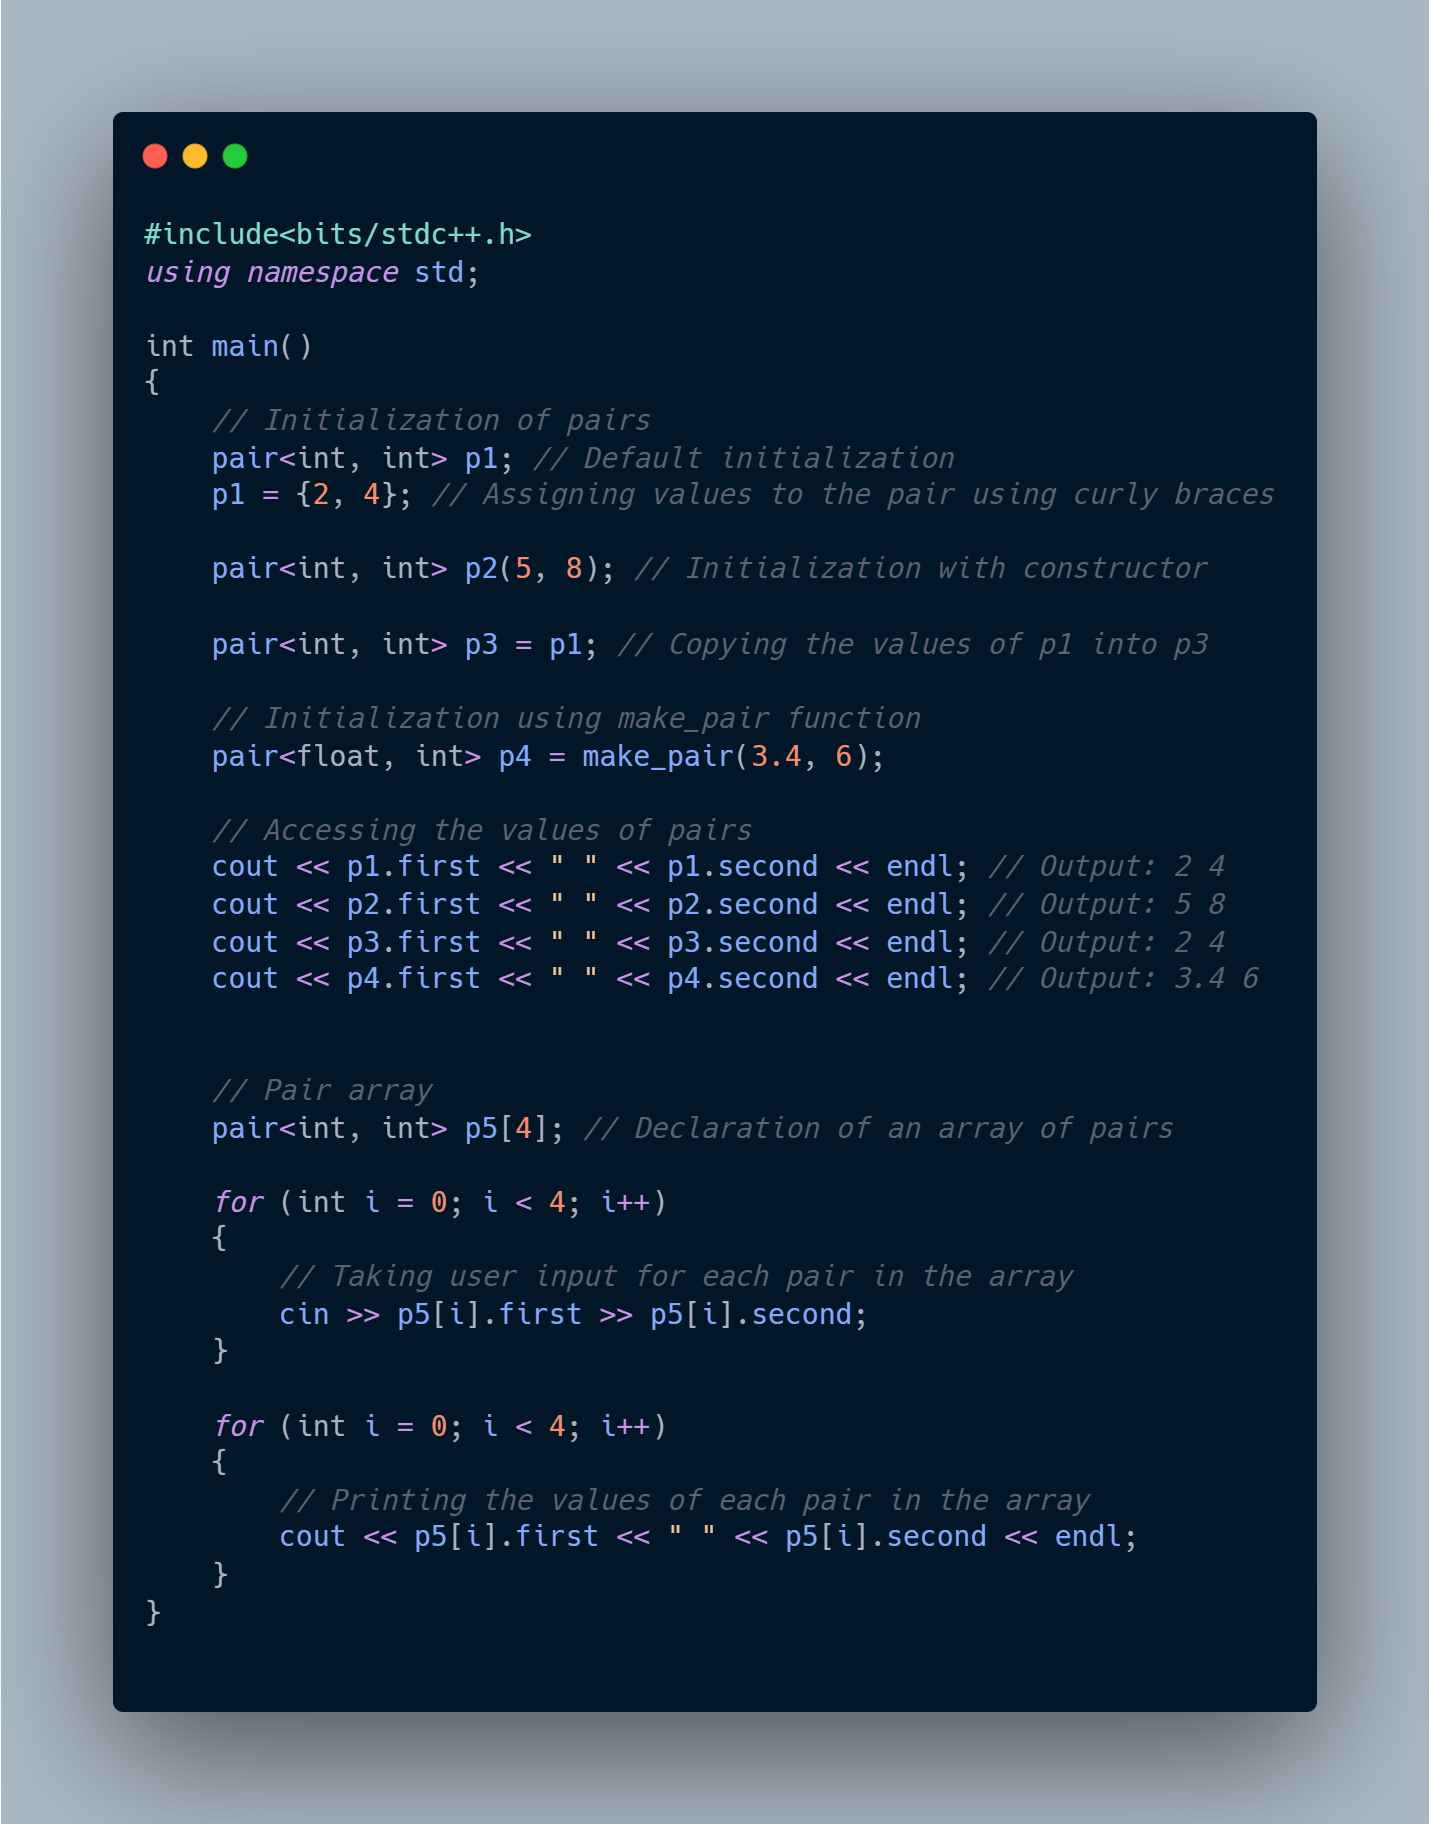 #include<bits/stdc++.h>
using namespace std;

int main()
{
    // Initialization of pairs
    pair<int, int> p1; // Default initialization
    p1 = {2, 4}; // Assigning values to the pair using curly braces

    pair<int, int> p2(5, 8); // Initialization with constructor

    pair<int, int> p3 = p1; // Copying the values of p1 into p3

    // Initialization using make_pair function
    pair<float, int> p4 = make_pair(3.4, 6);

    // Accessing the values of pairs
    cout << p1.first << " " << p1.second << endl; // Output: 2 4
    cout << p2.first << " " << p2.second << endl; // Output: 5 8
    cout << p3.first << " " << p3.second << endl; // Output: 2 4
    cout << p4.first << " " << p4.second << endl; // Output: 3.4 6


    // Pair array
    pair<int, int> p5[4]; // Declaration of an array of pairs

    for (int i = 0; i < 4; i++)
    {
        // Taking user input for each pair in the array
        cin >> p5[i].first >> p5[i].second;
    }

    for (int i = 0; i < 4; i++)
    {
        // Printing the values of each pair in the array
        cout << p5[i].first << " " << p5[i].second << endl;
    }
}